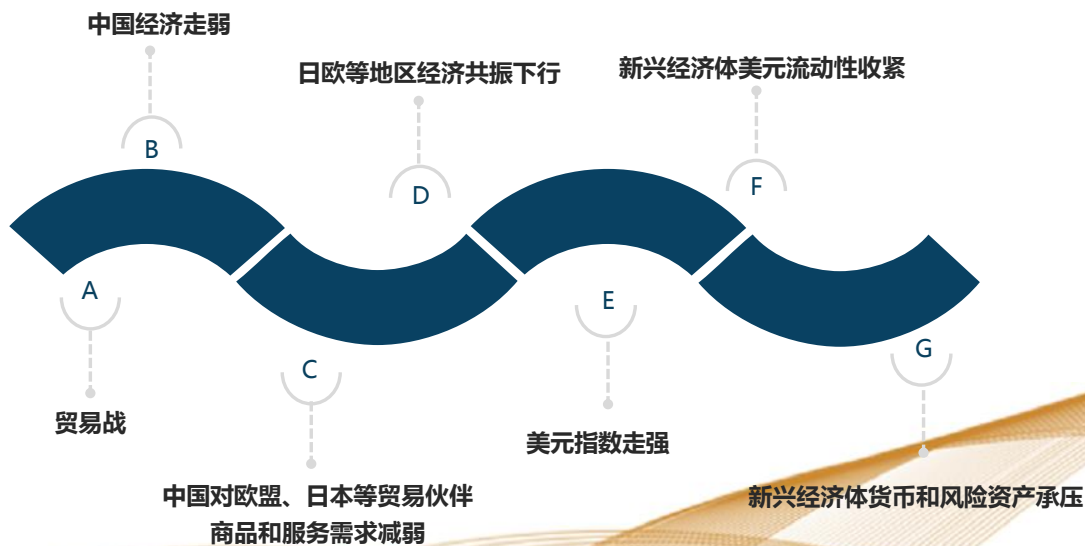 中国经济走弱
日欧等地区经济共振下行
新兴经济体美元流动性收紧
B
D
F
A
E
C
G
贸易战
美元指数走强
中国对欧盟、日本等贸易伙伴
商品和服务需求减弱
新兴经济体货币和风险资产承压